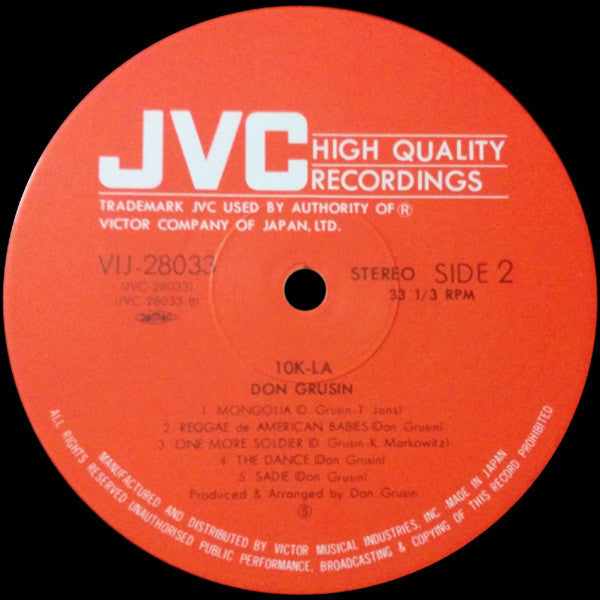 JVC
HIGH QUALITY
RECORDINGS
TRADEMARK JVC USED BY AUTHORITY OF ®
VICTOR COMPANY OF JAPAN, LTD.
VIJ-28033
(JVC 28033)
(JVC 28033-B)
STEREO SIDE 2
33 1/3 RPM
10K-LA
DON GRUSIN
1 MONGOLIA (D. Grusin T. Jans)
2 REGGAE de AMERICAN BABIES (Don Grusin)
3 ONE MORE SOLDIER (D. Grusin K. Markowitz)
4 THE DANCE (Don Grusin)
5 SADIE (Don Grusin)
Produced & Arranged by Don Grusin
Ⓢ
MANUFACTURED AND DISTRIBUTED BY VICTOR MUSICAL INDUSTRIES, INC. MADE IN JAPAN
ALL RIGHTS RESERVED-UNAUTHORISED PUBLIC PERFORMANCE, BROADCASTING & COPYING OF THIS RECORD PROHIBITED